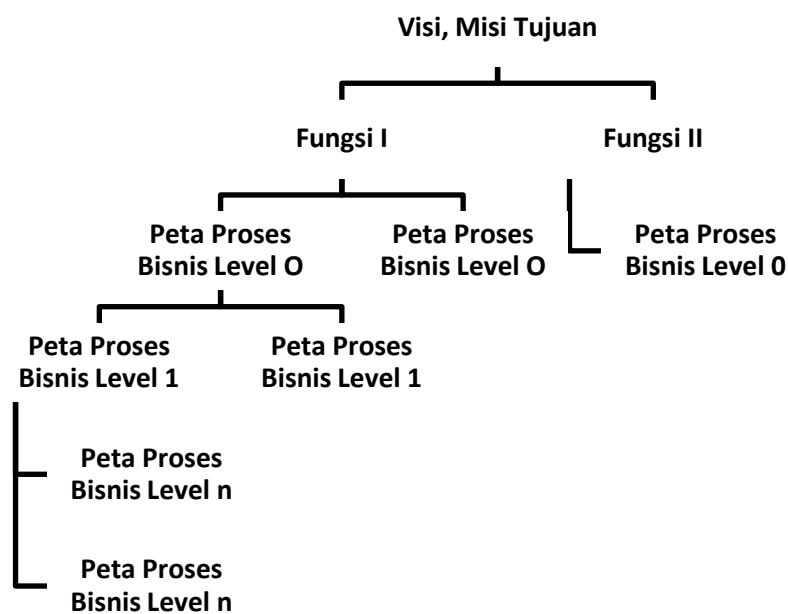 Visi, Misi Tujuan
Fungsi I
Fungsi II
Peta Proses
Bisnis Level O
Peta Proses
Bisnis Level O
Peta Proses
Bisnis Level 0
Peta Proses
Bisnis Level 1
Peta Proses
Bisnis Level 1
Peta Proses
Bisnis Level n
Peta Proses
Bisnis Level n